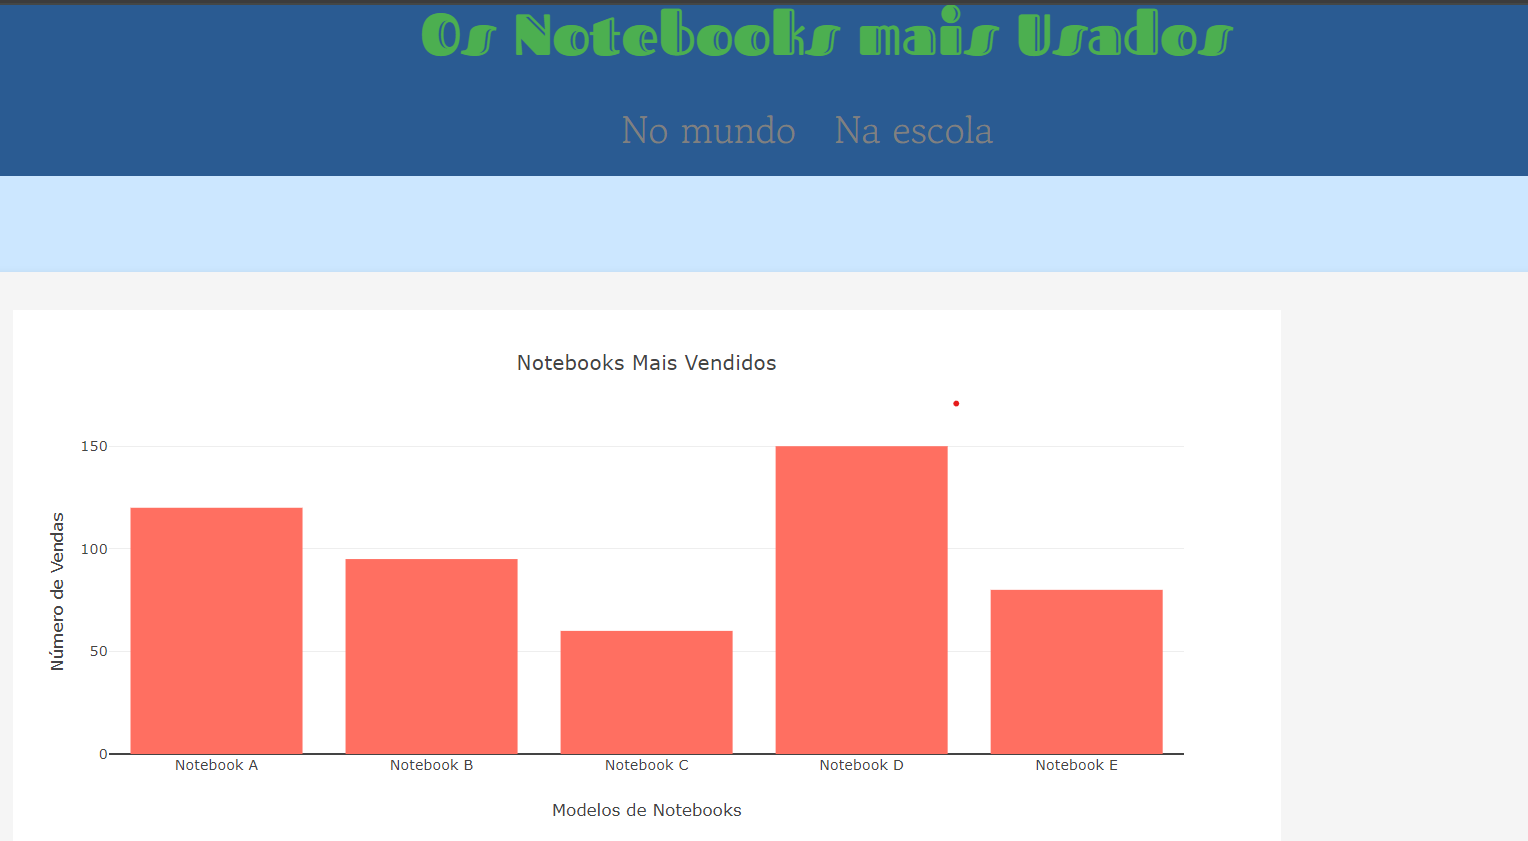 Os Notebooks mais Usados
No mundo Na escola
Notebooks Mais Vendidos
Número de Vendas
150
100
50
0
Notebook A Notebook B Notebook C Notebook D Notebook E
Modelos de Notebooks